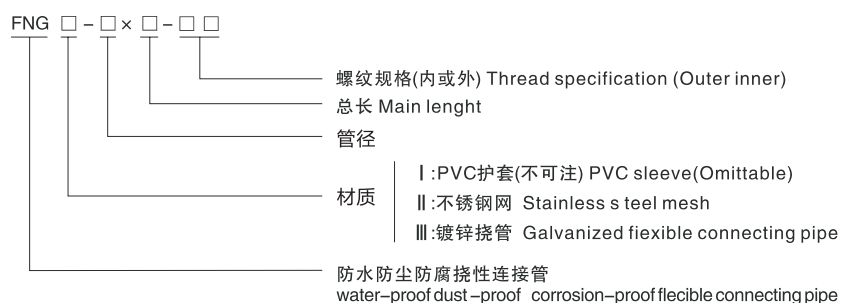 FNG □-□×□-□□
螺纹规格(内或外) Thread specification (Outer inner)
总长 Main lenght
管径
材质
Ⅰ:PVC护套(不可注) PVC sleeve(Omittable)
Ⅱ:不锈钢网 Stainless s teel mesh
Ⅲ:镀锌挠管 Galvanized fiexible connecting pipe
防水防尘防腐挠性连接管
water-proof dust -proof corrosion-proof flecible connecting pipe